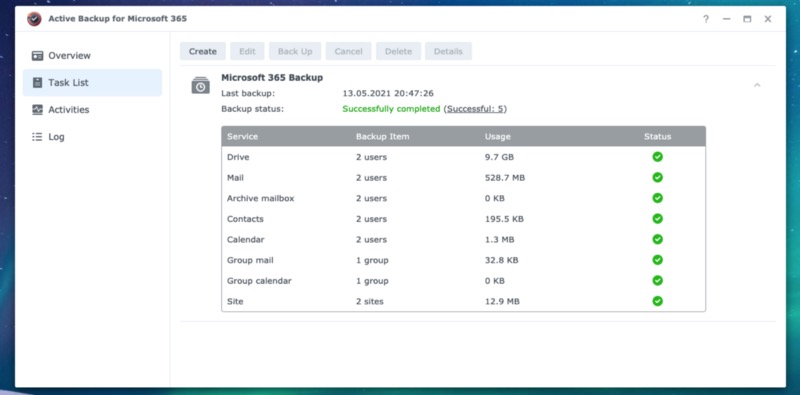 Active Backup for Microsoft 365
?
Overview
Task List
Activities
Log
Create Edit Back Up Cancel Delete Details
Microsoft 365 Backup
Last backup: 13.05.2021 20:47:26
Backup status: Successfully completed (Successful: 5)
Service Backup Item Usage Status
Drive 2 users 9.7 GB
Mail 2 users 528.7 MB
Archive mailbox 2 users 0 KB
Contacts 2 users 195.5 KB
Calendar 2 users 1.3 MB
Group mail 1 group 32.8 KB
Group calendar 1 group 0 KB
Site 2 sites 12.9 MB